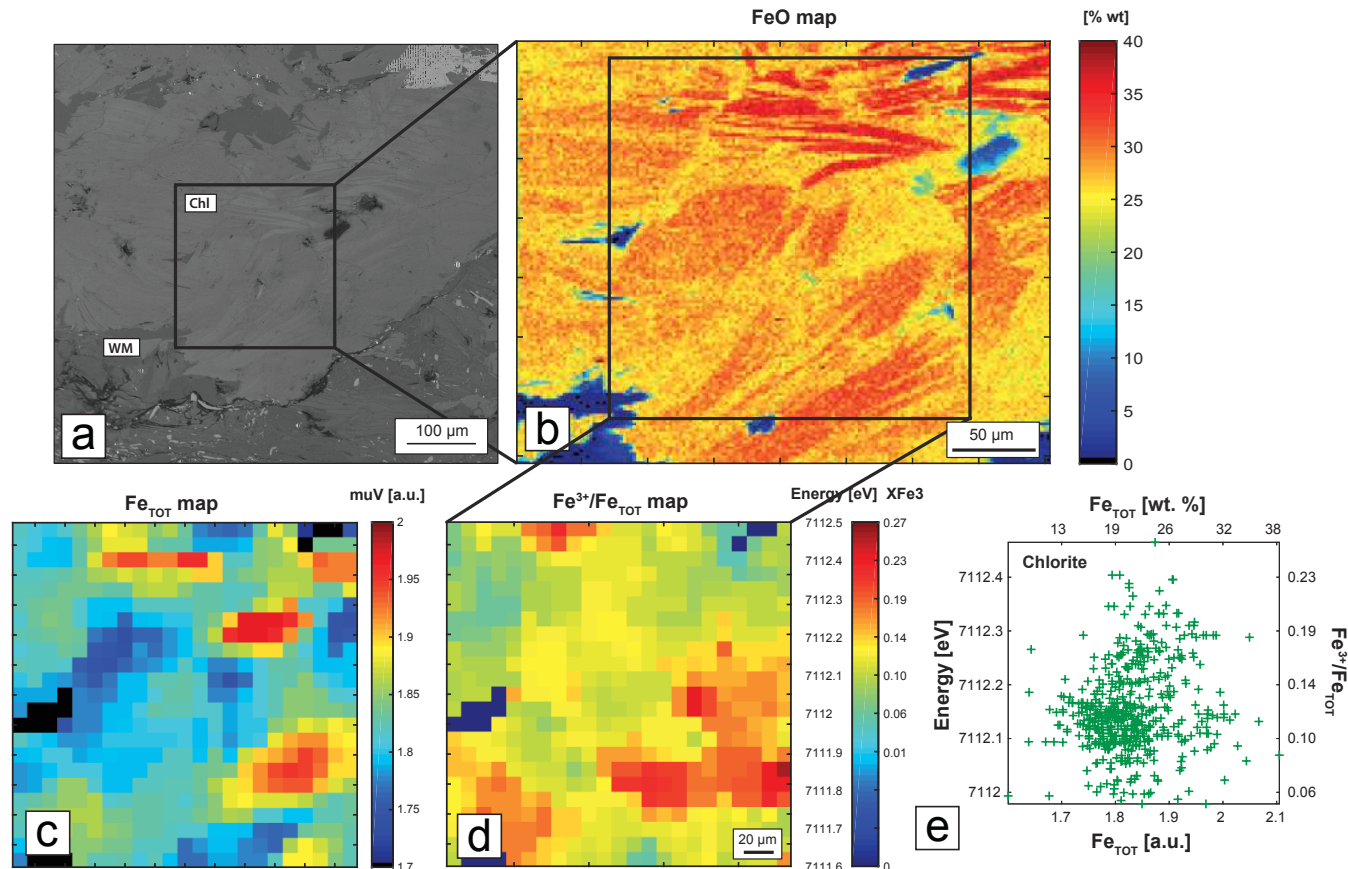 FeO map
[% wt]
Chl
WM
a
100 µm
b
50 µm
40
35
30
25
20
15
10
5
0
Fe_TOT map
muV [a.u.]
2
1.95
1.9
1.85
1.8
1.75
1.7
c
Fe³⁺/Fe_TOT map
Energy [eV] XFe3
7112.5 0.27
7112.4 0.23
7112.3 0.19
7112.2 0.14
7112.1 0.10
7112 0.06
7111.9 0.01
7111.8
7111.7
7111.6 0
d
20 µm
Fe_TOT [wt. %]
13 19 26 32 38
Chlorite
Energy [eV]
7112.4
7112.3
7112.2
7112.1
7112
0.23
0.19
0.14
0.10
0.06
Fe³⁺/Fe_TOT
1.7 1.8 1.9 2 2.1
Fe_TOT [a.u.]
e